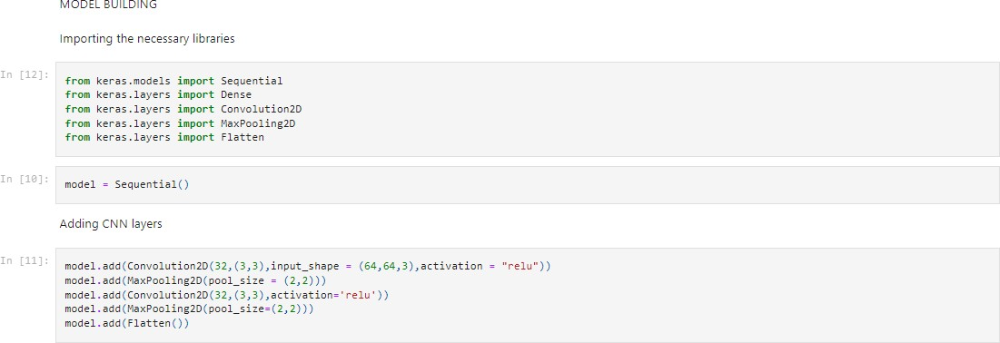 MODEL BUILDING
Importing the necessary libraries
In [12]:
from keras.models import Sequential
from keras.layers import Dense
from keras.layers import Convolution2D
from keras.layers import MaxPooling2D
from keras.layers import Flatten
In [10]:
model = Sequential()
Adding CNN layers
In [11]:
model.add(Convolution2D(32,(3,3),input_shape = (64,64,3),activation = "relu"))
model.add(MaxPooling2D(pool_size = (2,2)))
model.add(Convolution2D(32,(3,3),activation='relu'))
model.add(MaxPooling2D(pool_size=(2,2)))
model.add(Flatten())